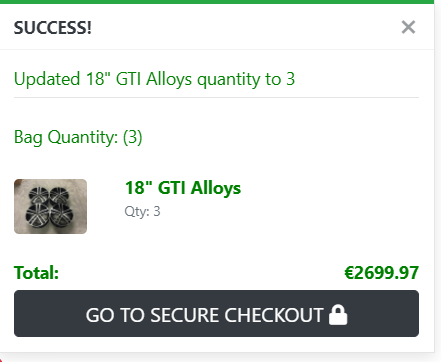 SUCCESS!
Updated 18" GTI Alloys quantity to 3
Bag Quantity: (3)
18" GTI Alloys
Qty: 3
Total: €2699.97
GO TO SECURE CHECKOUT